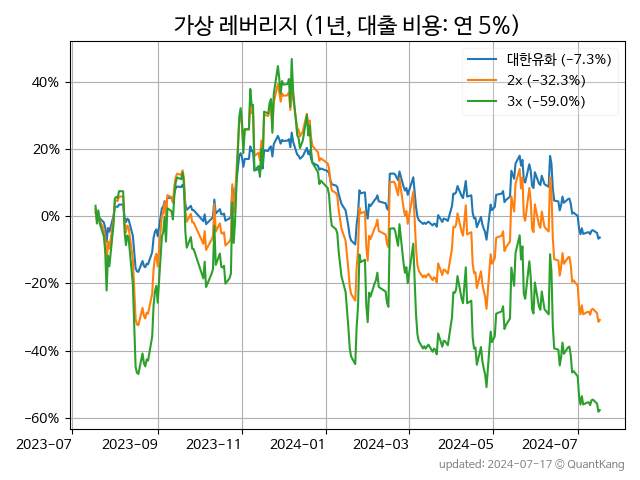 가상 레버리지 (1년, 대출 비용: 연 5%)
대한유화 (−7.3%)
2x (−32.3%)
3x (−59.0%)
40%
20%
0%
−20%
−40%
−60%
2023-07 2023-09 2023-11 2024-01 2024-03 2024-05 2024-07
updated: 2024-07-17 © QuantKang